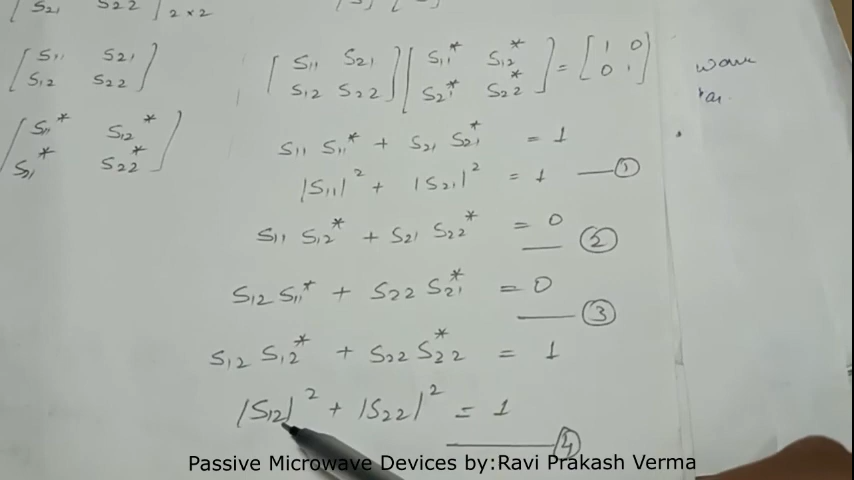 [ S21 S22 ] 2×2
[ S11 S21
S12 S22 ]
[ S11* S12*
S21* S22* ]
[ S11 S21
S12 S22 ] [ S11* S12*
S21* S22* ] = [ 1 0
0 1 ]
S11 S11* + S21 S21* = 1
|S11|² + |S21|² = 1 —— ①
S11 S12* + S21 S22* = 0 —— ②
S12 S11* + S22 S21* = 0 —— ③
S12 S12* + S22 S22* = 1
|S12|² + |S22|² = 1 —— ④
Passive Microwave Devices by:Ravi Prakash Verma